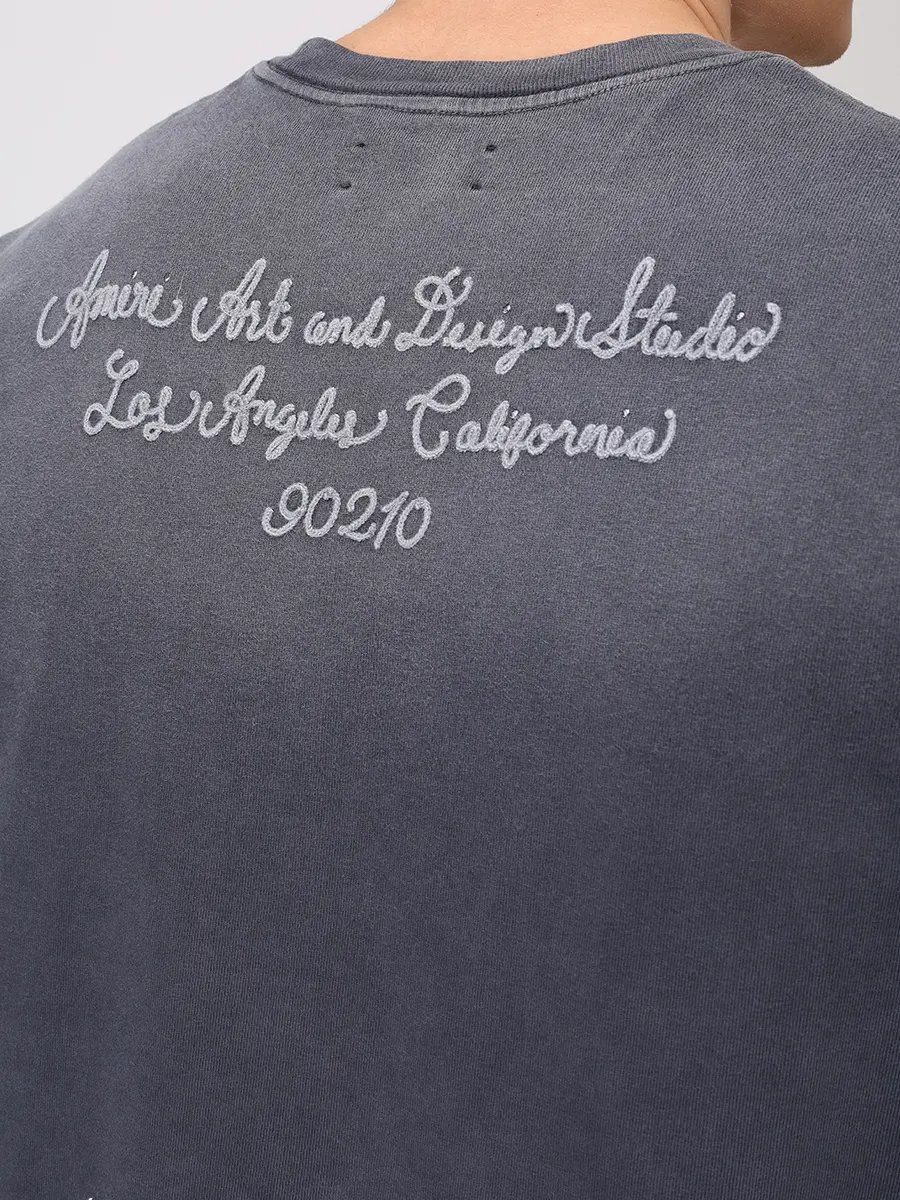 Amiri Art and Design Studio
Los Angeles California
90210